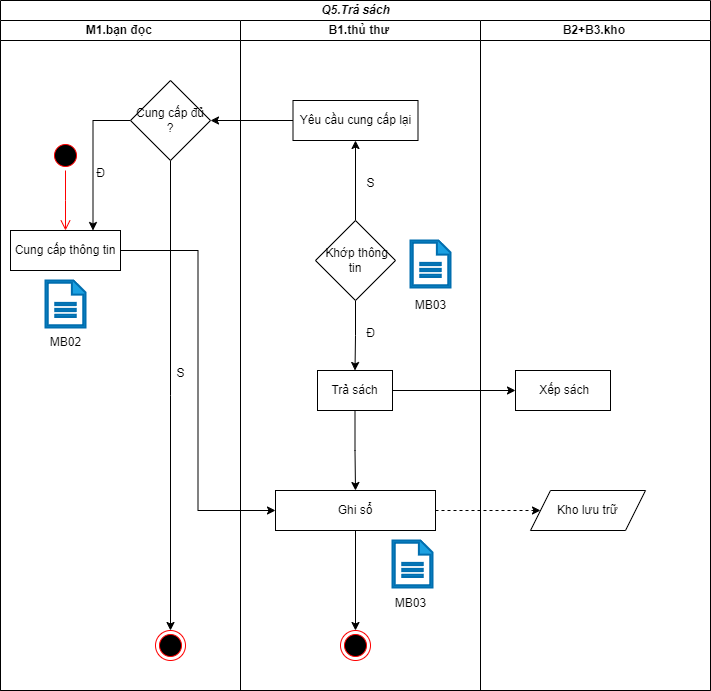 Q5.Trả sách
M1.bạn đọc
B1.thủ thư
B2+B3.kho
Cung cấp đủ
?
Yêu cầu cung cấp lại
Đ
S
Cung cấp thông tin
Khớp thông
tin
MB03
MB02
Đ
S
Trả sách
Xếp sách
Ghi sổ
Kho lưu trữ
MB03